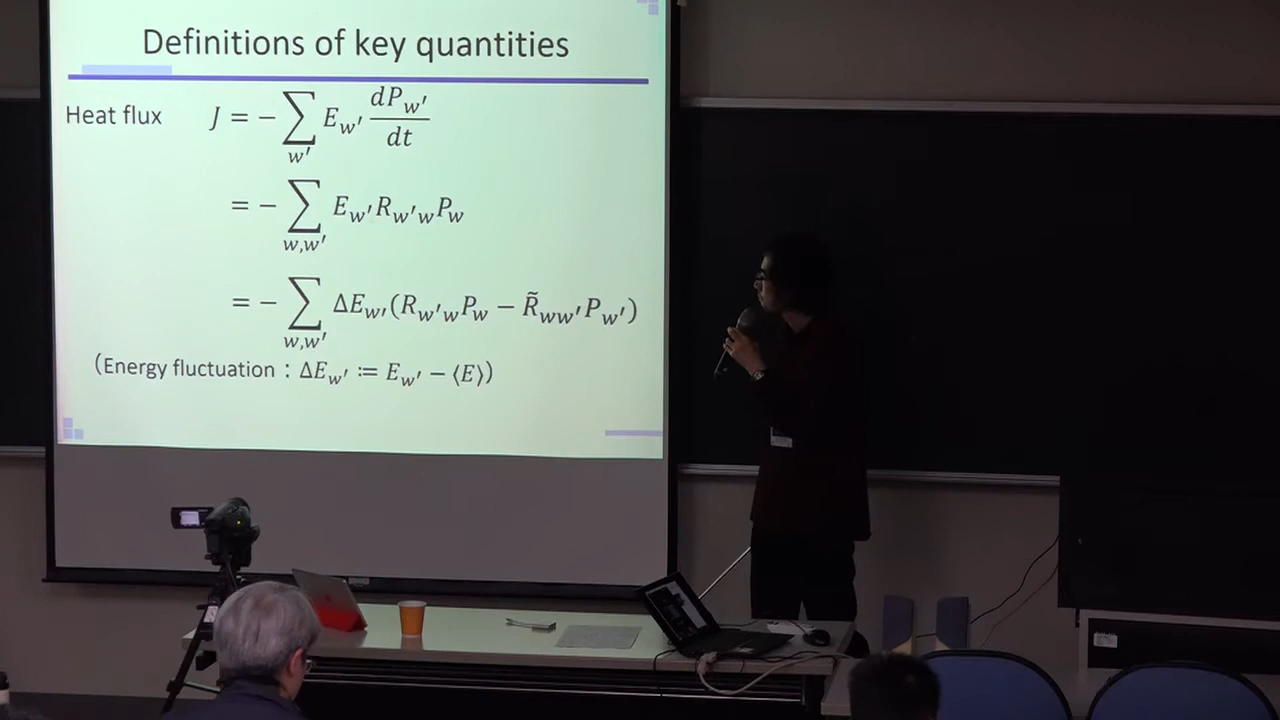 Definitions of key quantities
Heat flux J = − ∑_{w′} E_{w′} dP_{w′}/dt
= − ∑_{w,w′} E_{w′} R_{w′w} P_w
= − ∑_{w,w′} ΔE_{w′} (R_{w′w} P_w − R̃_{ww′} P_{w′})
(Energy fluctuation : ΔE_{w′} ≔ E_{w′} − ⟨E⟩)